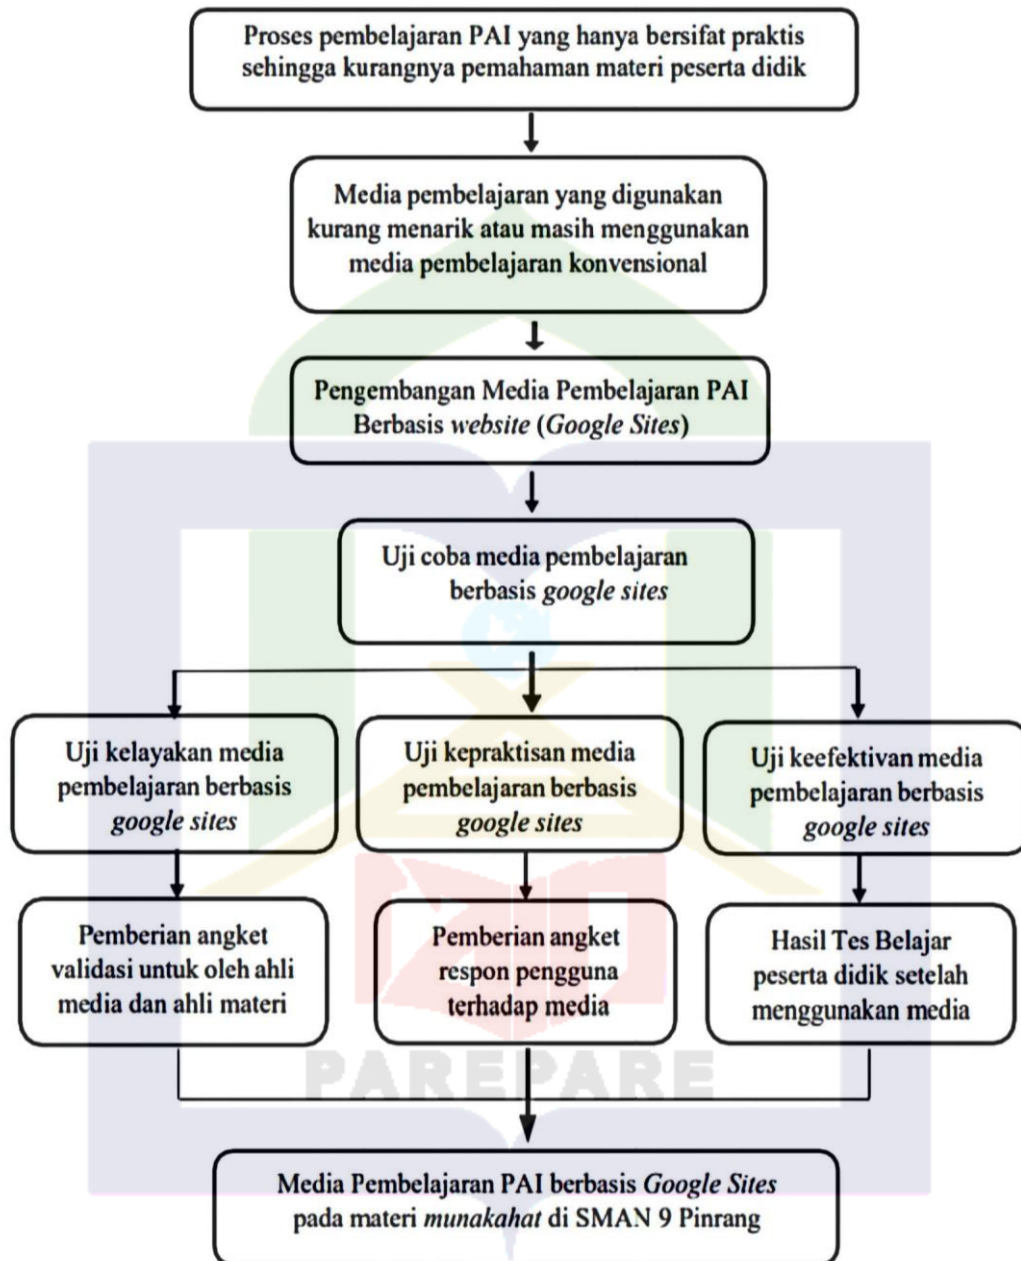 Proses pembelajaran PAI yang hanya bersifat praktis
sehingga kurangnya pemahaman materi peserta didik
Media pembelajaran yang digunakan
kurang menarik atau masih menggunakan
media pembelajaran konvensional
Pengembangan Media Pembelajaran PAI
Berbasis website (Google Sites)
Uji coba media pembelajaran
berbasis google sites
Uji kelayakan media
pembelajaran berbasis
google sites
Uji kepraktisan media
pembelajaran berbasis
google sites
Uji keefektivan media
pembelajaran berbasis
google sites
Pemberian angket
validasi untuk oleh ahli
media dan ahli materi
Pemberian angket
respon pengguna
terhadap media
Hasil Tes Belajar
peserta didik setelah
menggunakan media
PAREPARE
Media Pembelajaran PAI berbasis Google Sites
pada materi munakahat di SMAN 9 Pinrang